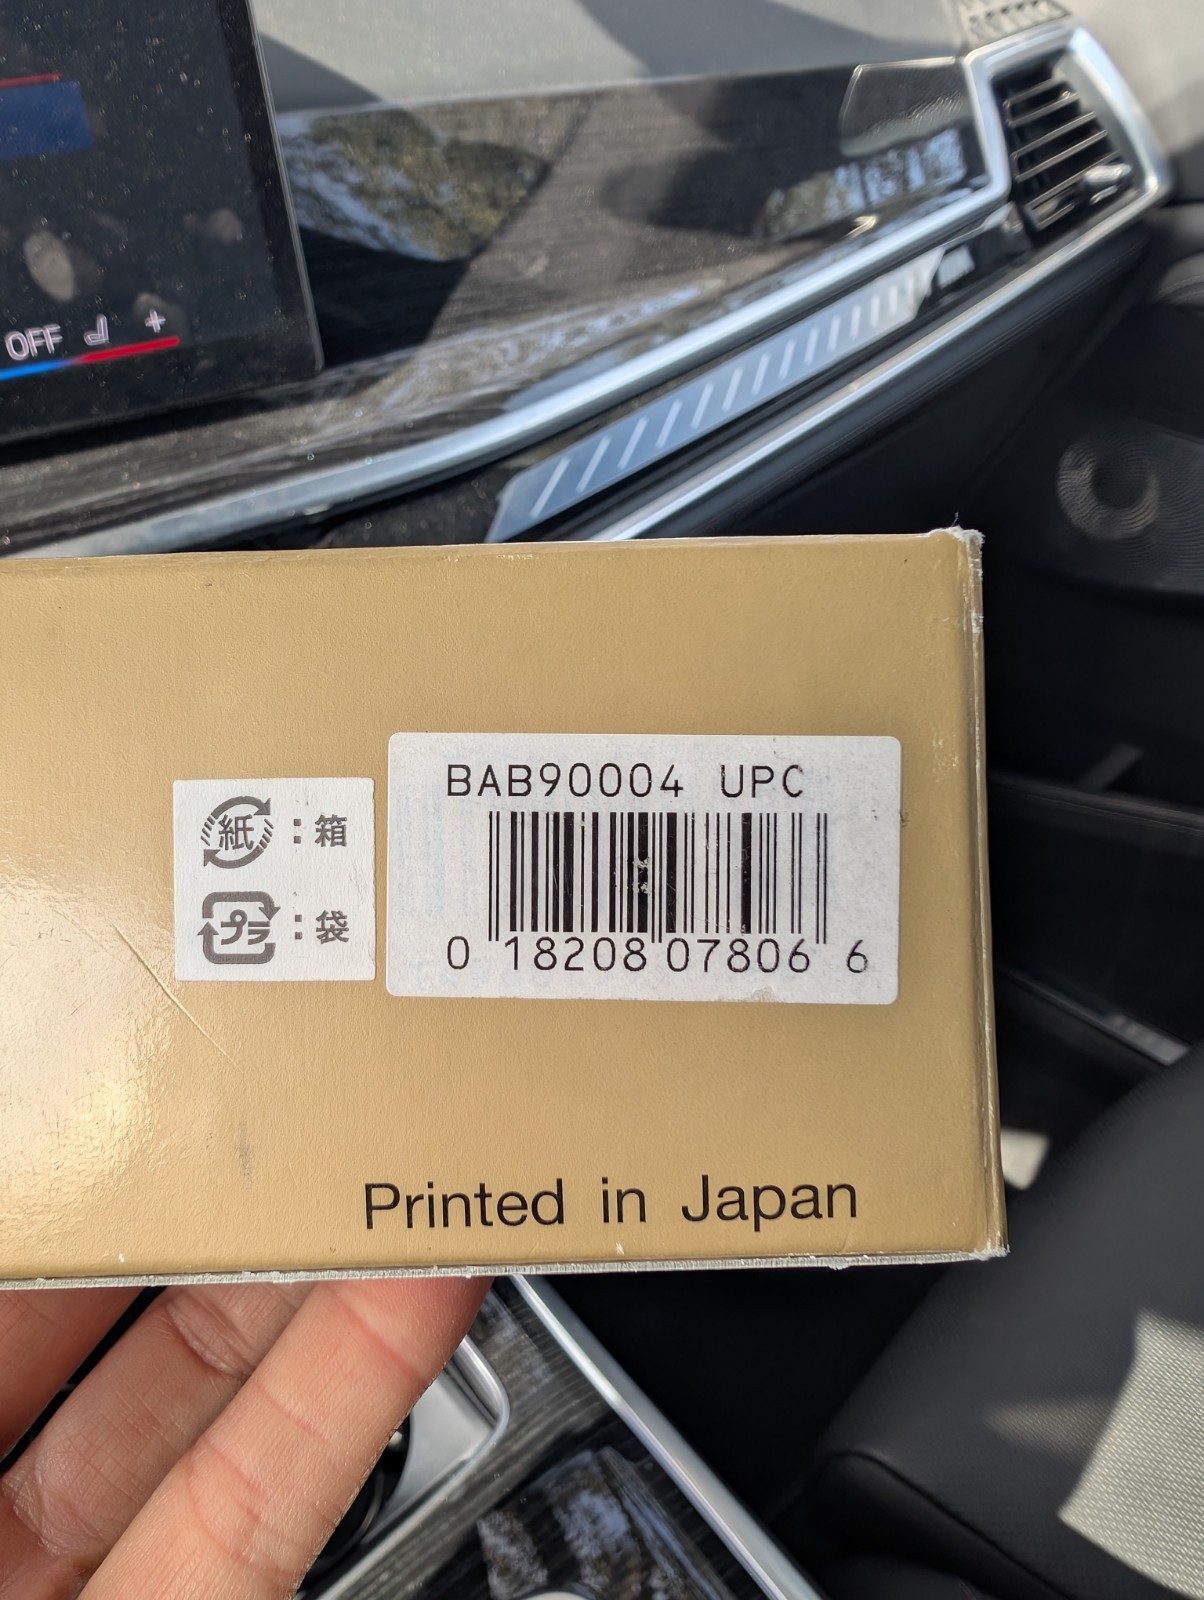 OFF +
BAB90004 UPC
紙 : 箱
プラ : 袋
0 18208 07806 6
Printed in Japan